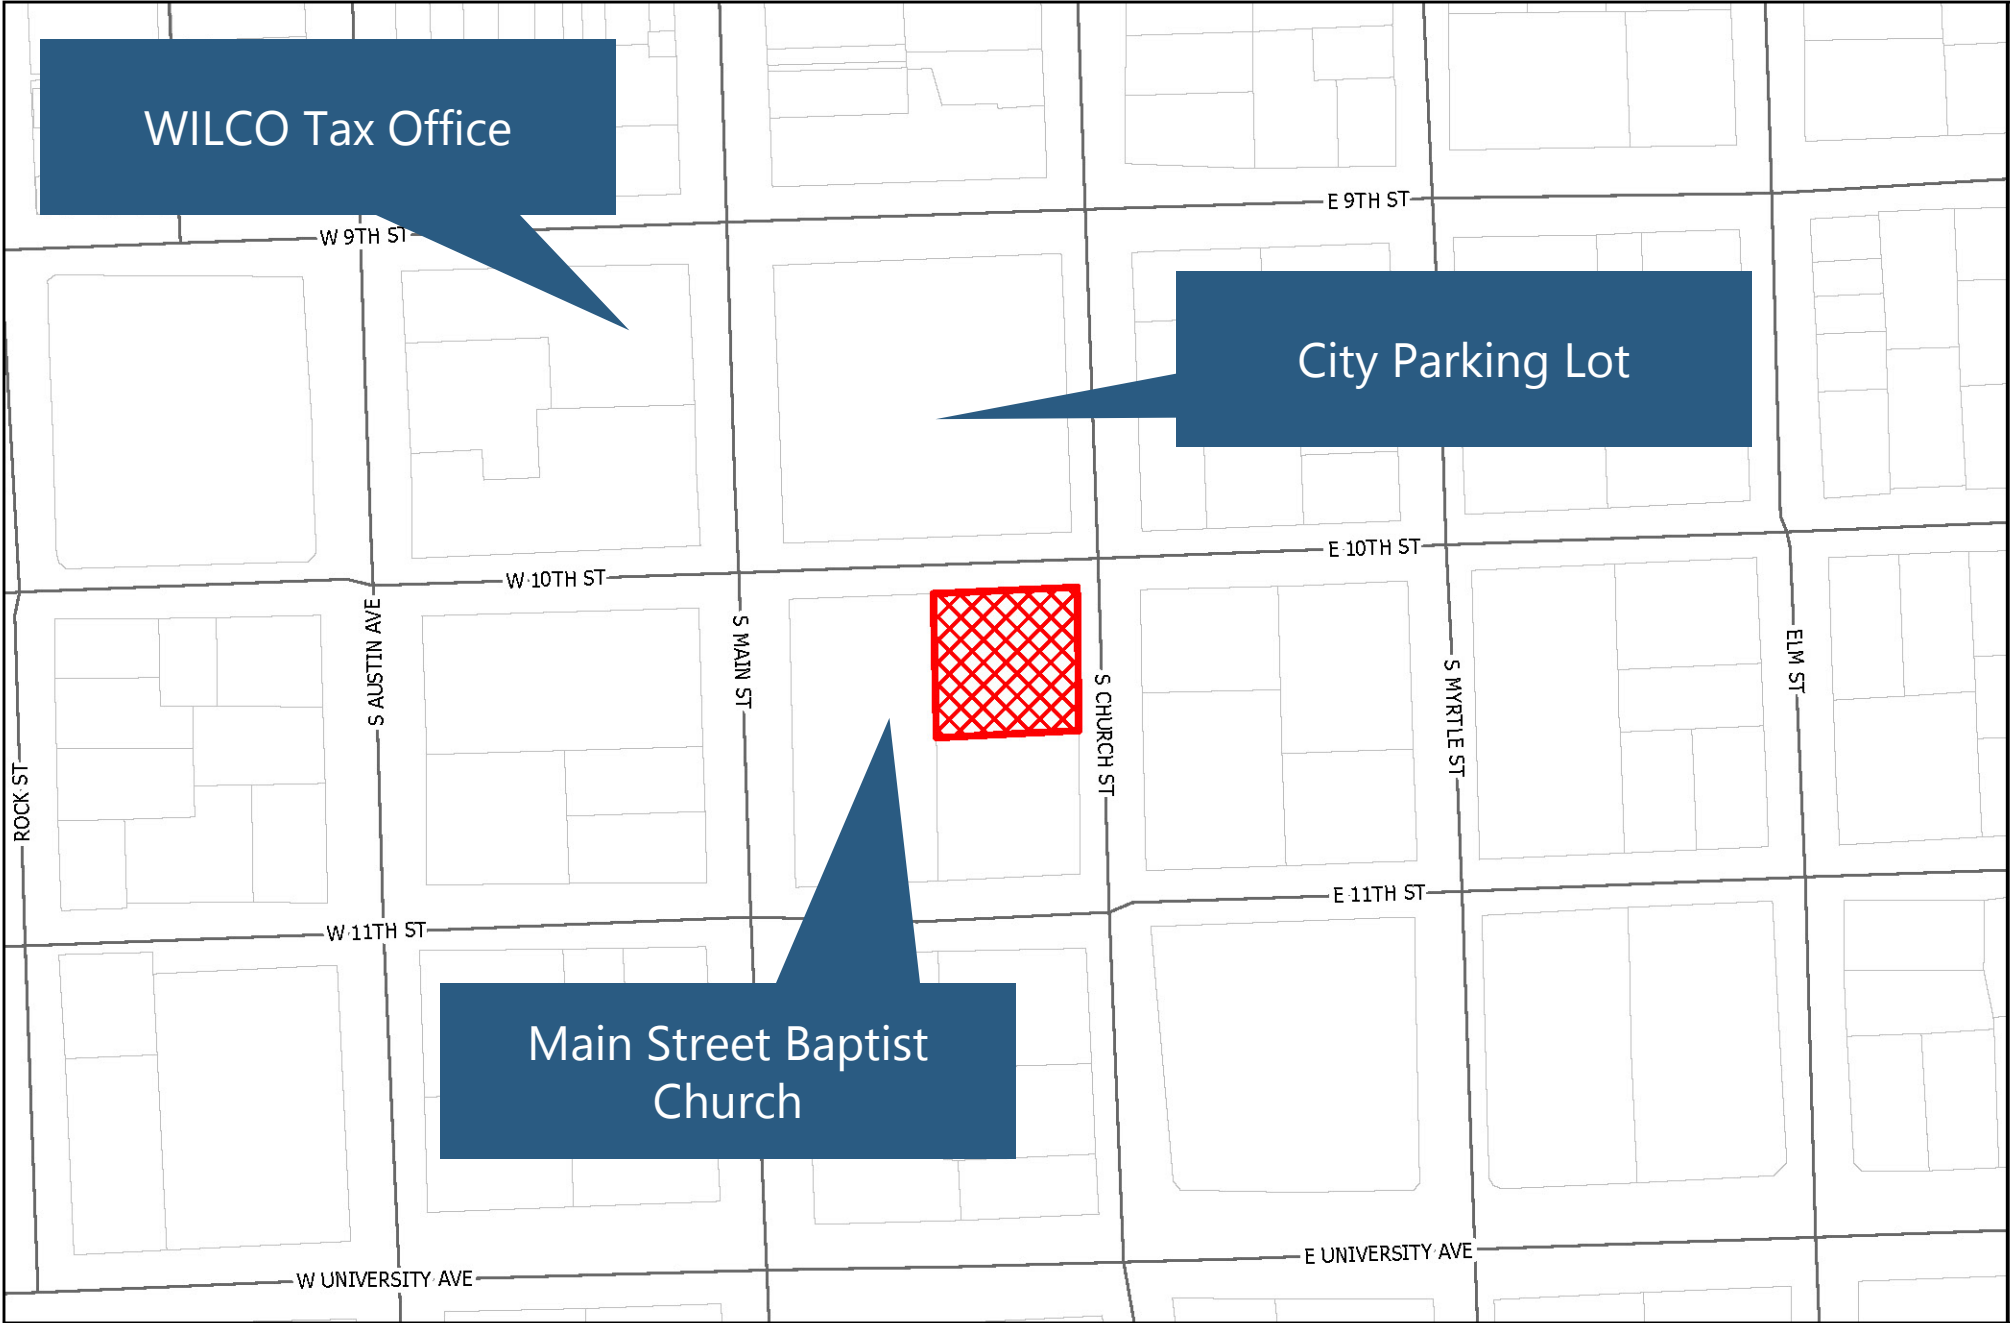 WILCO Tax Office
E 9TH ST
W 9TH ST
City Parking Lot
E 10TH ST
W 10TH ST
S AUSTIN AVE
S MAIN ST
S CHURCH ST
S MYRTLE ST
ELM ST
ROCK ST
E 11TH ST
W 11TH ST
Main Street Baptist
Church
E UNIVERSITY AVE
W UNIVERSITY AVE